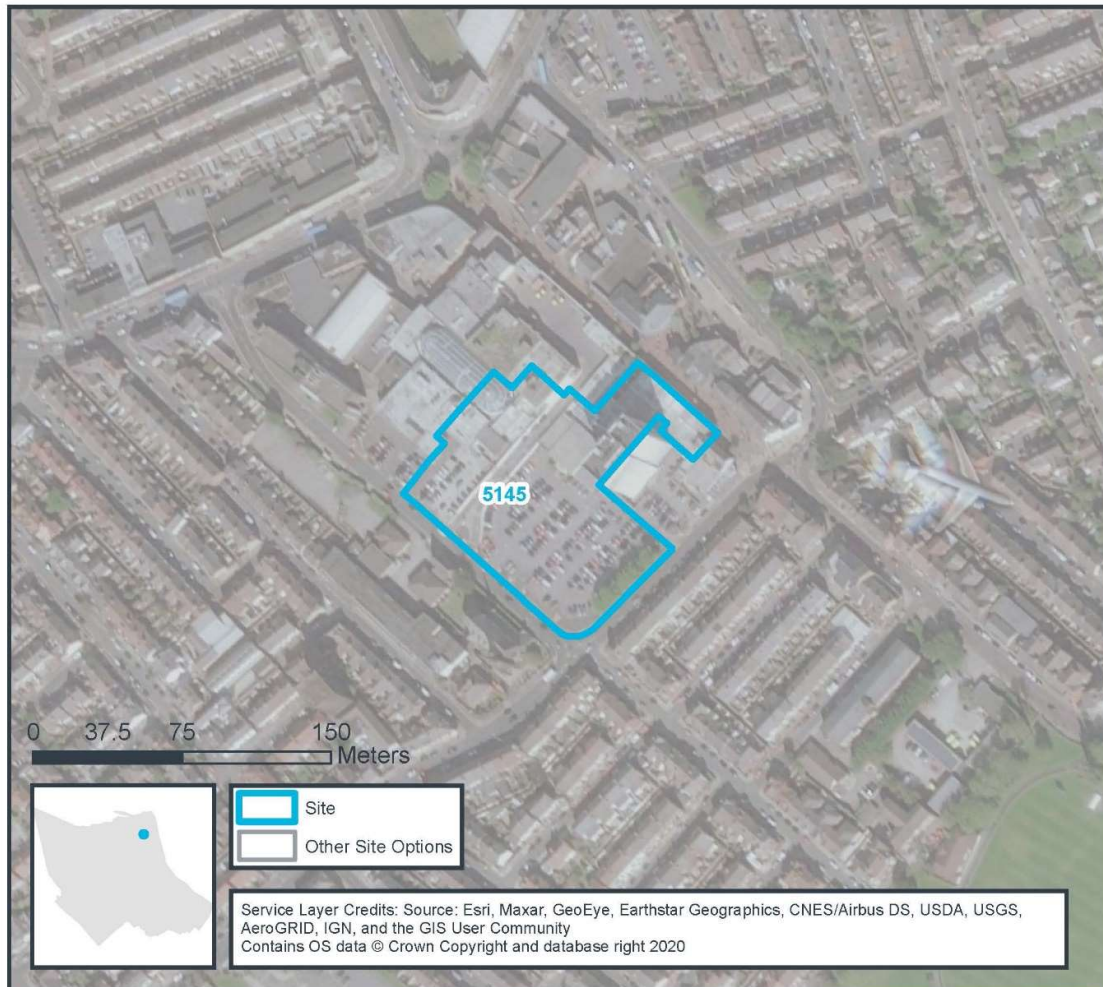 5145
0 37.5 75 150
Meters
Site
Other Site Options
Service Layer Credits: Source: Esri, Maxar, GeoEye, Earthstar Geographics, CNES/Airbus DS, USDA, USGS,
AeroGRID, IGN, and the GIS User Community
Contains OS data © Crown Copyright and database right 2020